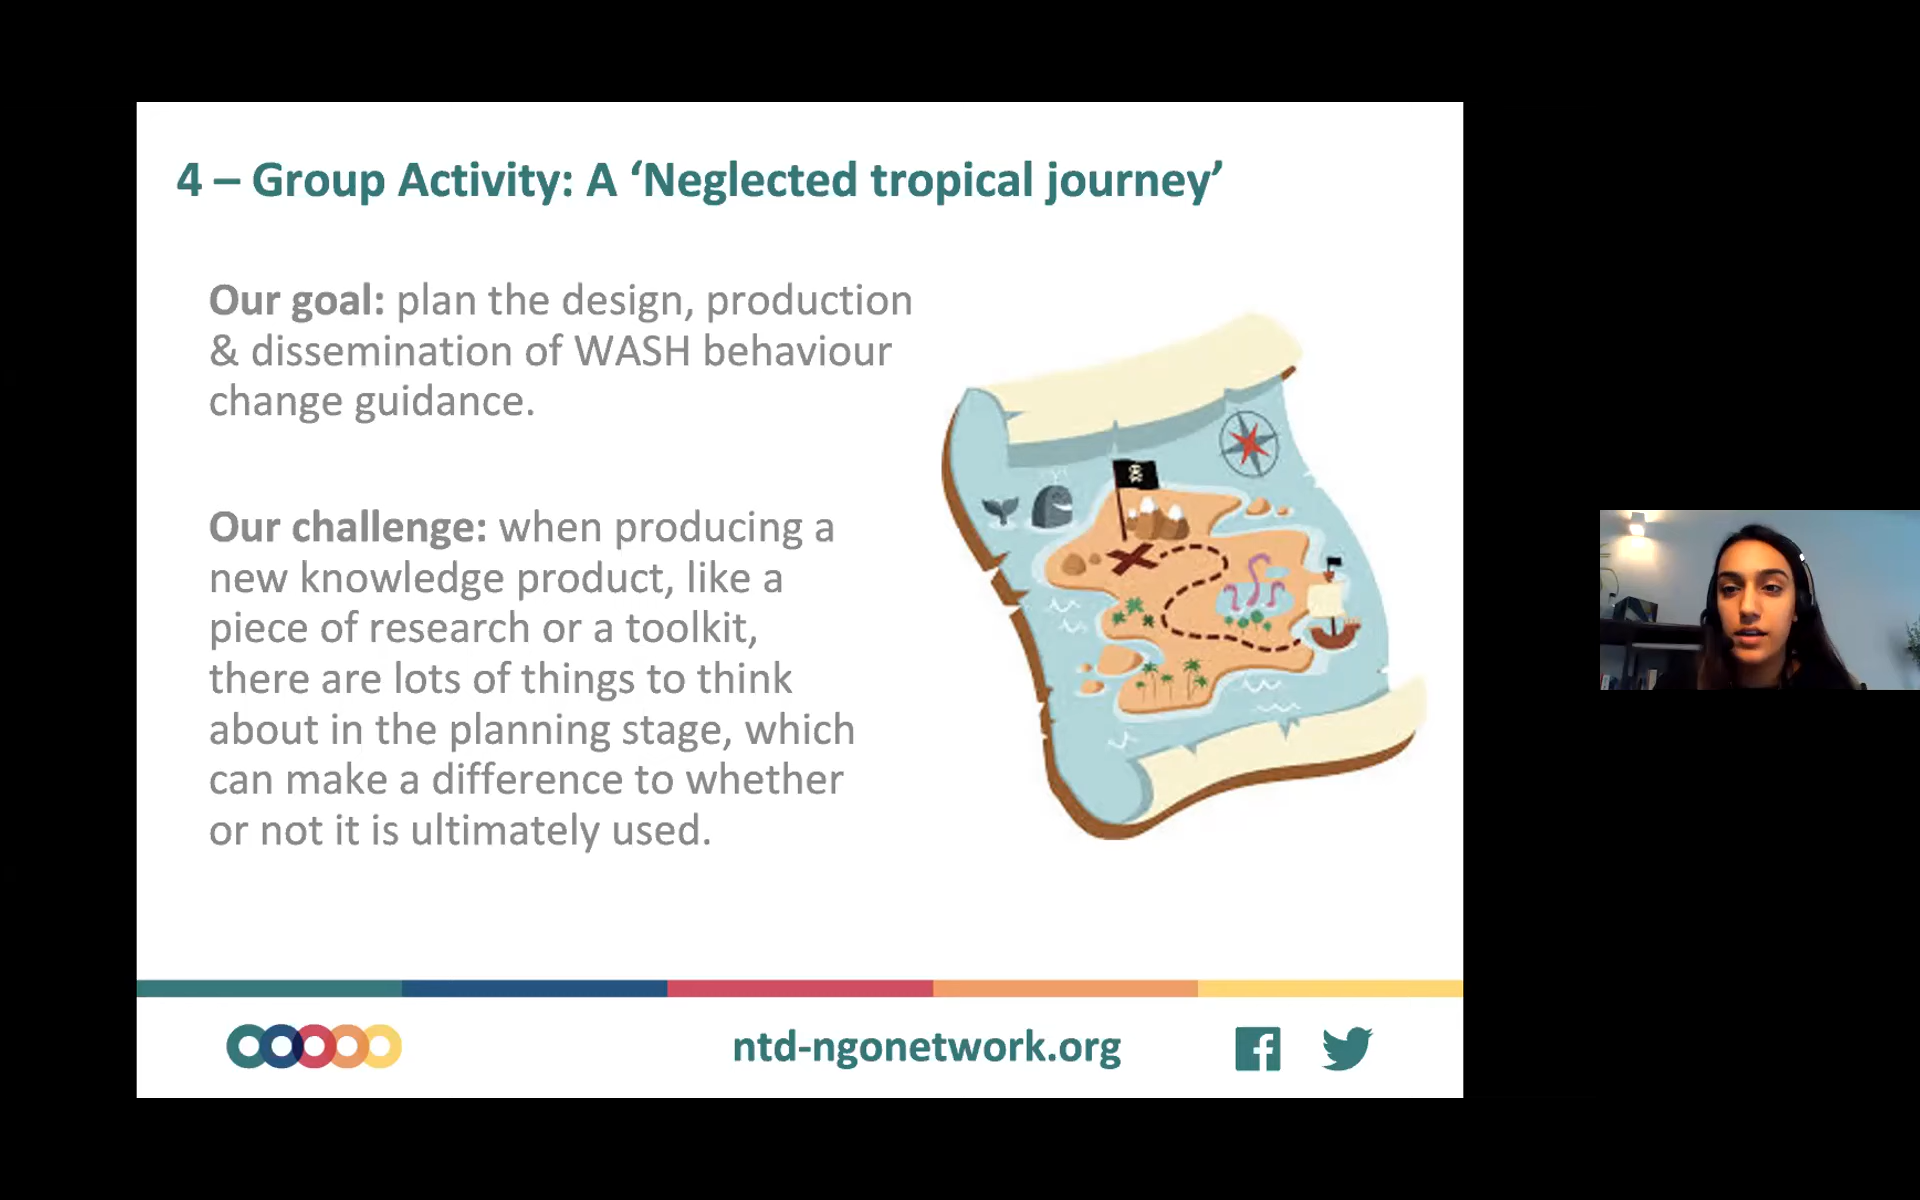 4 – Group Activity: A ‘Neglected tropical journey’
Our goal: plan the design, production
& dissemination of WASH behaviour
change guidance.
Our challenge: when producing a
new knowledge product, like a
piece of research or a toolkit,
there are lots of things to think
about in the planning stage, which
can make a difference to whether
or not it is ultimately used.
ntd-ngonetwork.org